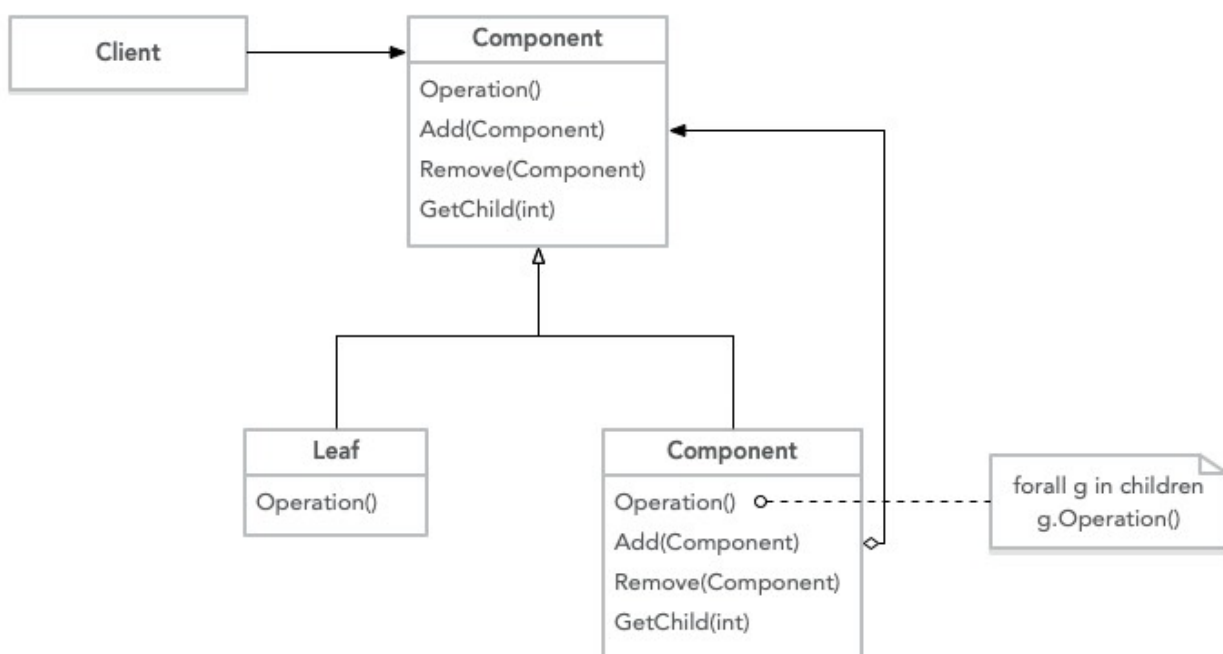 Client
Component
Operation()
Add(Component)
Remove(Component)
GetChild(int)
Leaf
Operation()
Component
Operation()
Add(Component)
Remove(Component)
GetChild(int)
forall g in children
g.Operation()